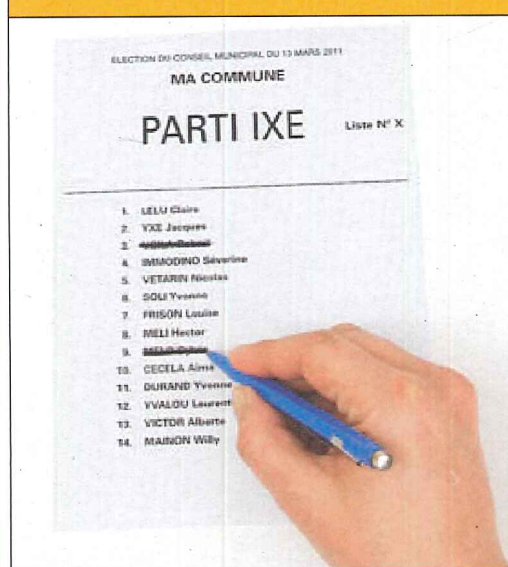 ELECTION DU CONSEIL MUNICIPAL DU 13 MARS 2011
MA COMMUNE
PARTI IXE
Liste N° X
1. LELU Claire
2. YXE Jacques
3.
4. IMMODINO Séverine
5. VETARIN Nicolas
6. SOLI Yvonne
7. FRISON Louise
8. MELI Hector
9.
10. CECELA Aimé
11. DURAND Yvonne
12. YVALOU Laurent
13. VICTOR Alberte
14. MAINON Willy